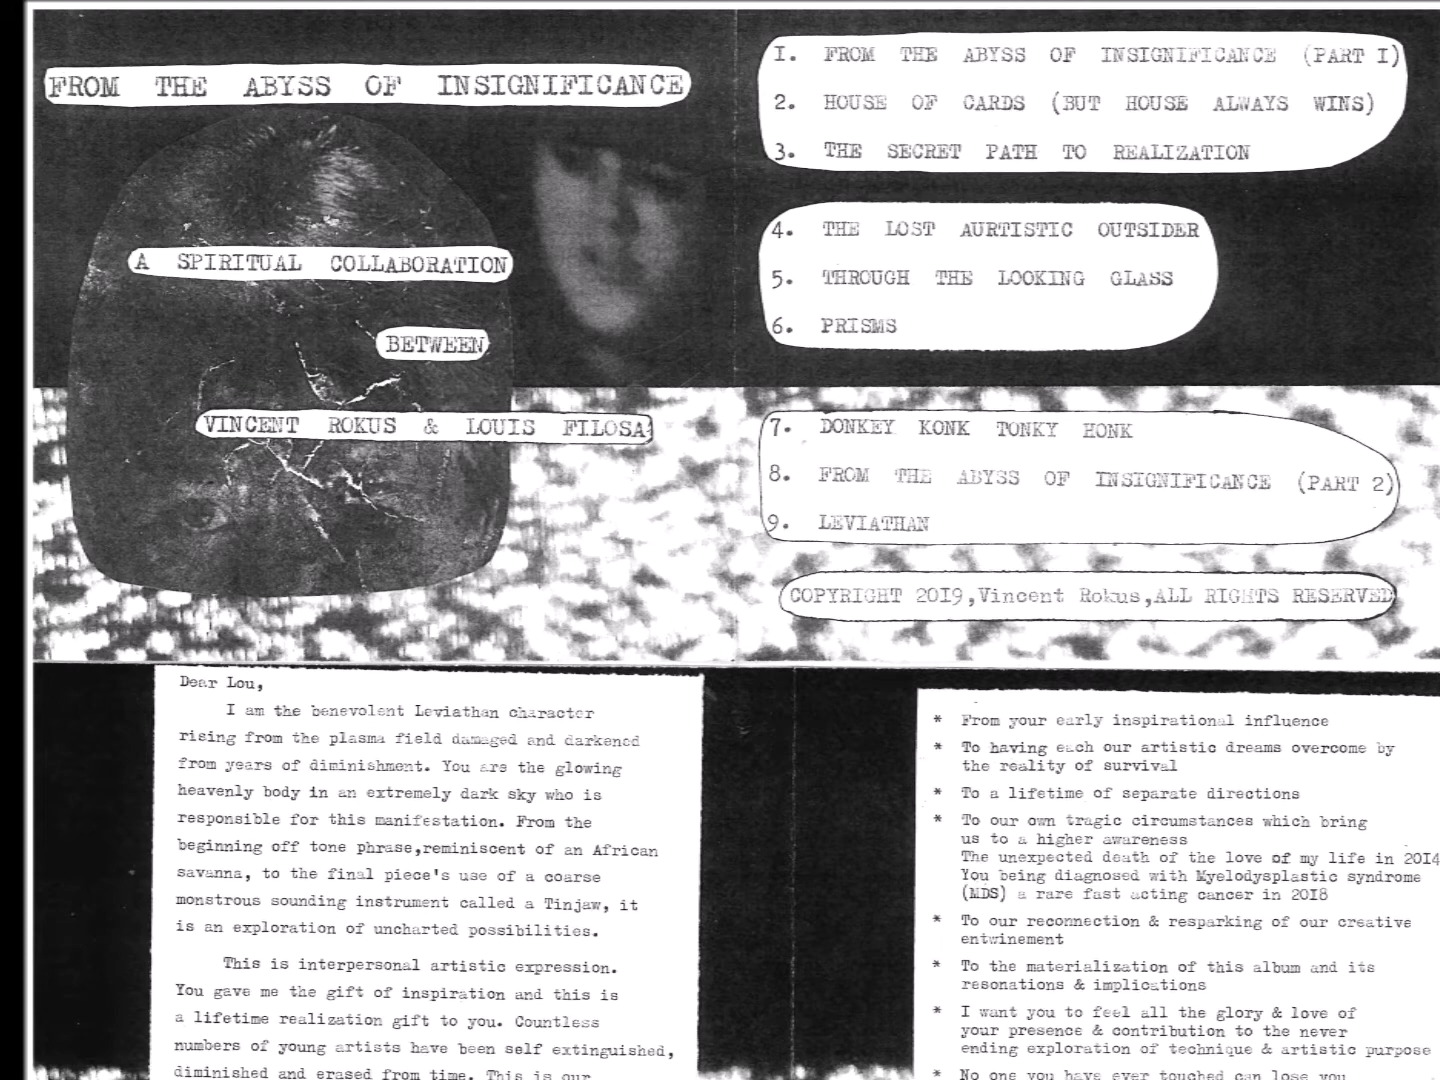 FROM THE ABYSS OF INSIGNIFICANCE
A SPIRITUAL COLLABORATION
BETWEEN
VINCENT ROKUS & LOUIS FILOSA
I. FROM THE ABYSS OF INSIGNIFICANCE (PART I)
2. HOUSE OF CARDS (BUT HOUSE ALWAYS WINS)
3. THE SECRET PATH TO REALIZATION
4. THE LOST AURTISTIC OUTSIDER
5. THROUGH THE LOOKING GLASS
6. PRISMS
7. DONKEY KONK TONKY HONK
8. FROM THE ABYSS OF INSIGNIFICANCE (PART 2)
9. LEVIATHAN
COPYRIGHT 20I9,Vincent Rokus,ALL RIGHTS RESERVED
Dear Lou,
I am the benevolent Leviathan character
rising from the plasma field damaged and darkened
from years of diminishment. You are the glowing
heavenly body in an extremely dark sky who is
responsible for this manifestation. From the
beginning off tone phrase,reminiscent of an African
savanna, to the final piece's use of a coarse
monstrous sounding instrument called a Tinjaw, it
is an exploration of uncharted possibilities.
This is interpersonal artistic expression.
You gave me the gift of inspiration and this is
a lifetime realization gift to you. Countless
numbers of young artists have been self extinguished,
diminished and erased from time. This is our
* From your early inspirational influence
* To having each our artistic dreams overcome by
the reality of survival
* To a lifetime of separate directions
* To our own tragic circumstances which bring
us to a higher awareness
The unexpected death of the love of my life in 20I4
You being diagnosed with Myelodysplastic syndrome
(MDS) a rare fast acting cancer in 20I8
* To our reconnection & resparking of our creative
entwinement
* To the materialization of this album and its
resonations & implications
* I want you to feel all the glory & love of
your presence & contribution to the never
ending exploration of technique & artistic purpose
* No one you have ever touched can lose you